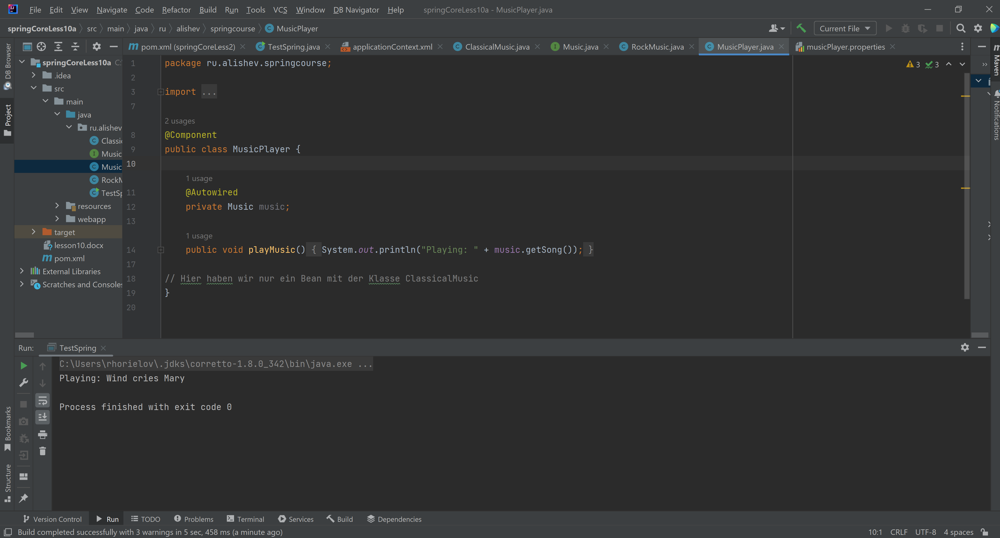 File Edit View Navigate Code Refactor Build Run Tools VCS Window DB Navigator Help springCoreLess10a - MusicPlayer.java
springCoreLess10a src main java ru alishev springcourse MusicPlayer Current File
pom.xml (springCoreLess2) TestSpring.java applicationContext.xml ClassicalMusic.java Music.java RockMusic.java MusicPlayer.java musicPlayer.properties
DB Browser
Project
Bookmarks
Structure
springCoreLess10a C:
.idea
src
main
java
ru.alishev
Classi
Music
Music
RockM
TestSp
resources
webapp
target
lesson10.docx
pom.xml
External Libraries
Scratches and Consoles
3 3
1 package ru.alishev.springcourse;
2
3 import ...
7
2 usages
8 @Component
9 public class MusicPlayer {
10
1 usage
11 @Autowired
12 private Music music;
13
1 usage
14 public void playMusic() { System.out.println("Playing: " + music.getSong()); }
17
18 // Hier haben wir nur ein Bean mit der Klasse ClassicalMusic
19 }
20
Maven
Notifications
Run: TestSpring
C:\Users\rhorielov\.jdks\corretto-1.8.0_342\bin\java.exe ...
Playing: Wind cries Mary
Process finished with exit code 0
Version Control Run TODO Problems Terminal Services Build Dependencies
Build completed successfully with 3 warnings in 5 sec, 458 ms (a minute ago) 10:1 CRLF UTF-8 4 spaces